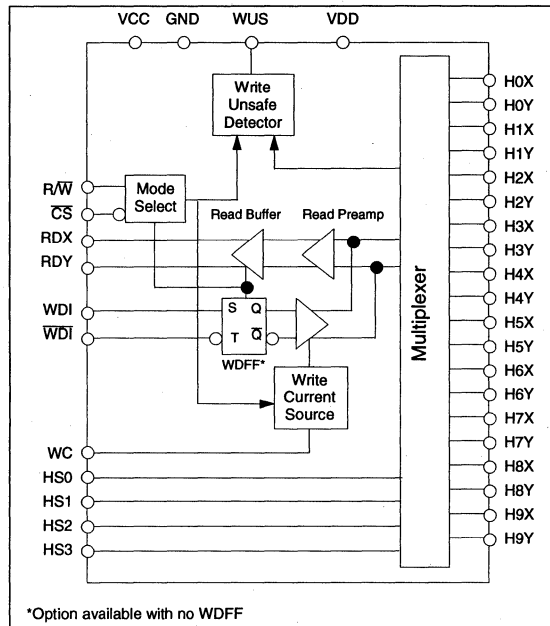 VCC GND WUS VDD
Write
Unsafe
Detector
R/W̅
C̅S̅
Mode
Select
RDX
RDY
Read Buffer
Read Preamp
WDI
W̅D̅I̅
S Q
T Q̅
WDFF*
Write
Current
Source
WC
HS0
HS1
HS2
HS3
Multiplexer
H0X
H0Y
H1X
H1Y
H2X
H2Y
H3X
H3Y
H4X
H4Y
H5X
H5Y
H6X
H6Y
H7X
H7Y
H8X
H8Y
H9X
H9Y
*Option available with no WDFF